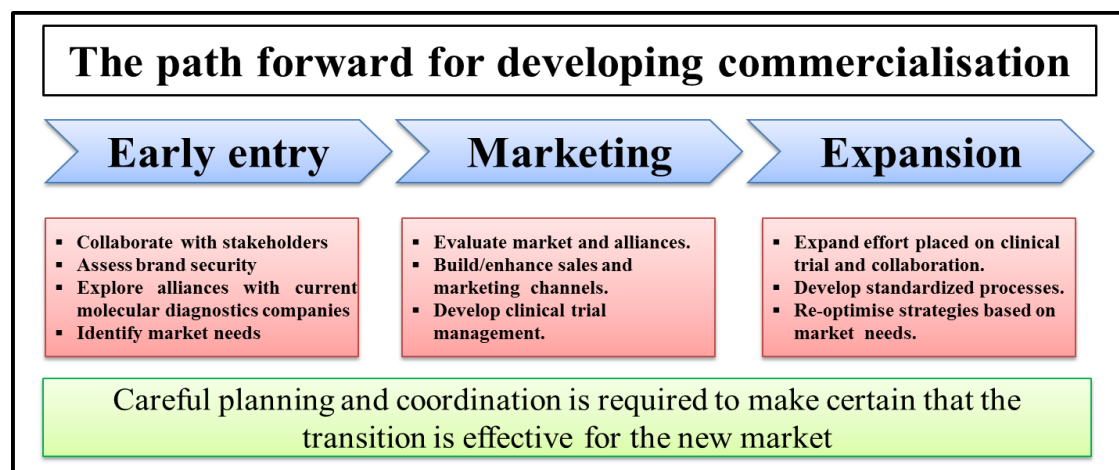 The path forward for developing commercialisation
Early entry
Marketing
Expansion
▪ Collaborate with stakeholders
▪ Assess brand security
▪ Explore alliances with current
molecular diagnostics companies
▪ Identify market needs
▪ Evaluate market and alliances.
▪ Build/enhance sales and
marketing channels.
▪ Develop clinical trial
management.
▪ Expand effort placed on clinical
trial and collaboration.
▪ Develop standardized processes.
▪ Re-optimise strategies based on
market needs.
Careful planning and coordination is required to make certain that the
transition is effective for the new market